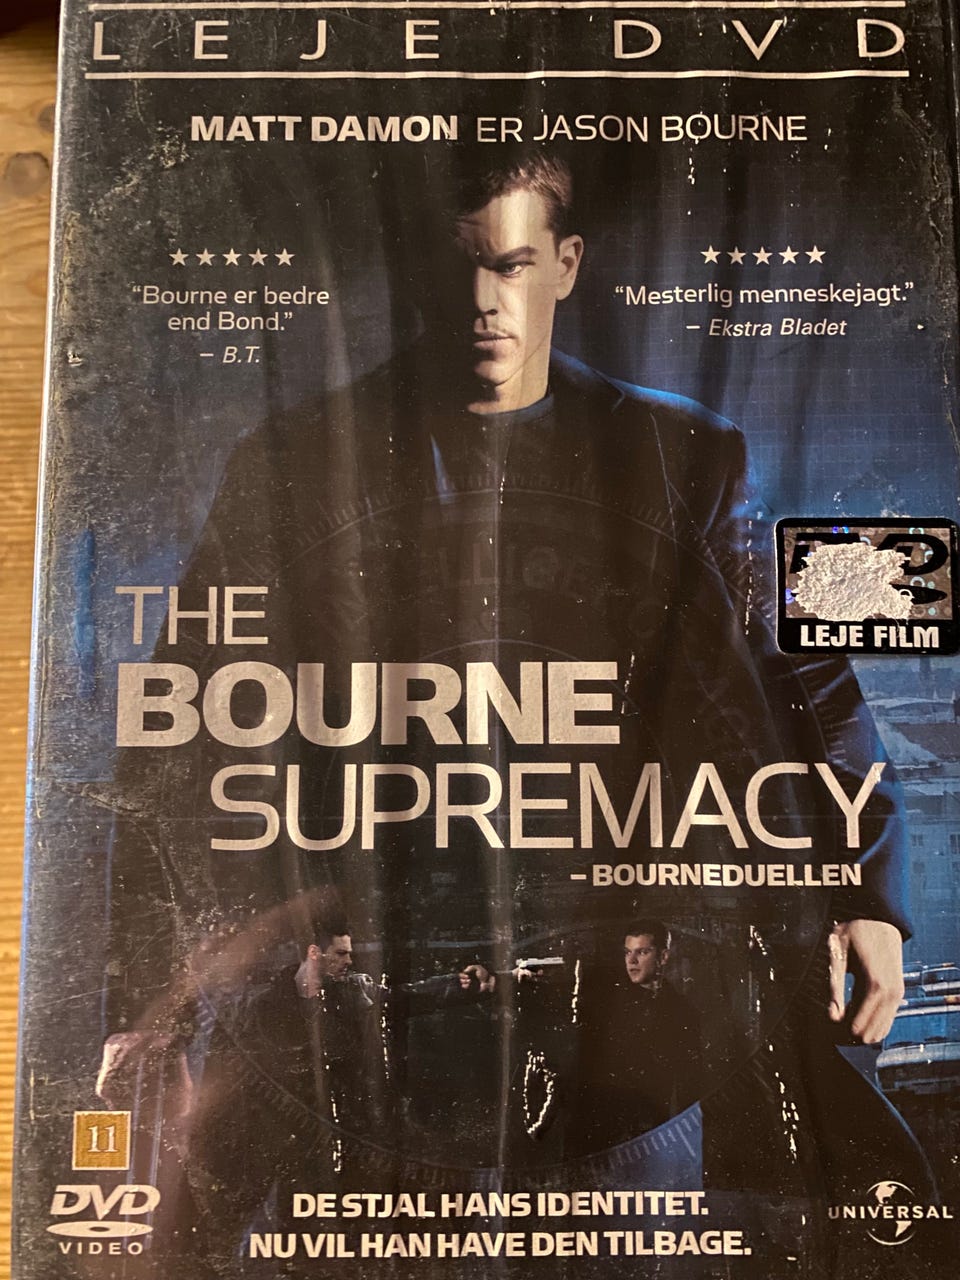 LEJE DVD
MATT DAMON ER JASON BOURNE
★★★★★
"Bourne er bedre
end Bond."
– B.T.
★★★★★
"Mesterlig menneskejagt."
– Ekstra Bladet
LEJE FILM
THE
BOURNE
SUPREMACY
– BOURNEDUELLEN
11
DVD
VIDEO
DE STJAL HANS IDENTITET.
NU VIL HAN HAVE DEN TILBAGE.
UNIVERSAL